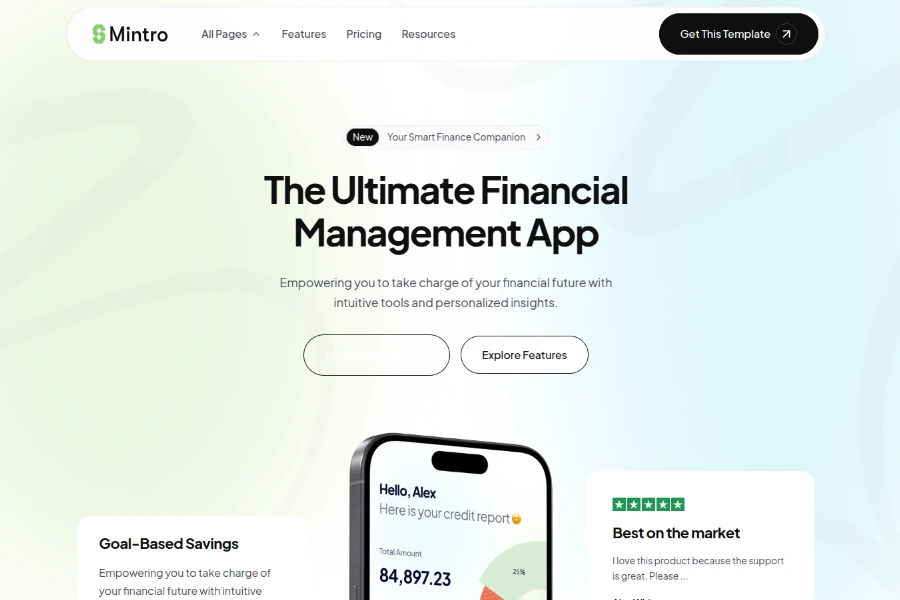 Mintro
All Pages
Features
Pricing
Resources
Get This Template
New
Your Smart Finance Companion
The Ultimate Financial
Management App
Empowering you to take charge of your financial future with
intuitive tools and personalized insights.
Explore Features
Hello, Alex
Here is your credit report😊
Total Amount
84,897.23
25%
Goal-Based Savings
Empowering you to take charge of
your financial future with intuitive
Best on the market
I love this product because the support
is great. Please ...